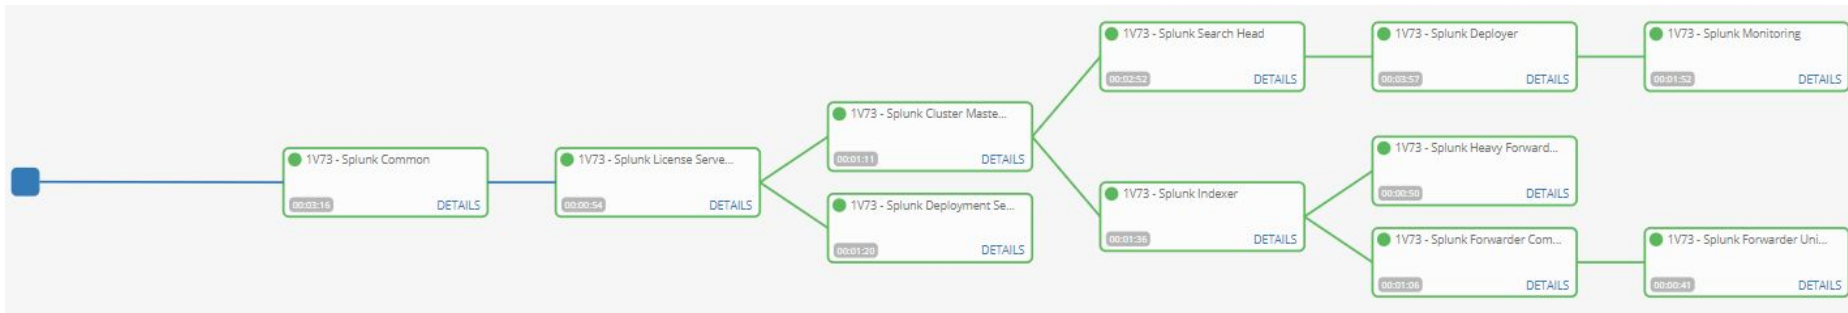 1V73 - Splunk Common
00:03:16
DETAILS
1V73 - Splunk License Serve...
00:00:54
DETAILS
1V73 - Splunk Cluster Maste...
00:01:11
DETAILS
1V73 - Splunk Deployment Se...
00:01:20
DETAILS
1V73 - Splunk Search Head
00:02:52
DETAILS
1V73 - Splunk Indexer
00:01:36
DETAILS
1V73 - Splunk Deployer
00:03:57
DETAILS
1V73 - Splunk Heavy Forward...
00:00:50
DETAILS
1V73 - Splunk Forwarder Com...
00:01:06
DETAILS
1V73 - Splunk Monitoring
00:01:52
DETAILS
1V73 - Splunk Forwarder Uni...
00:00:41
DETAILS